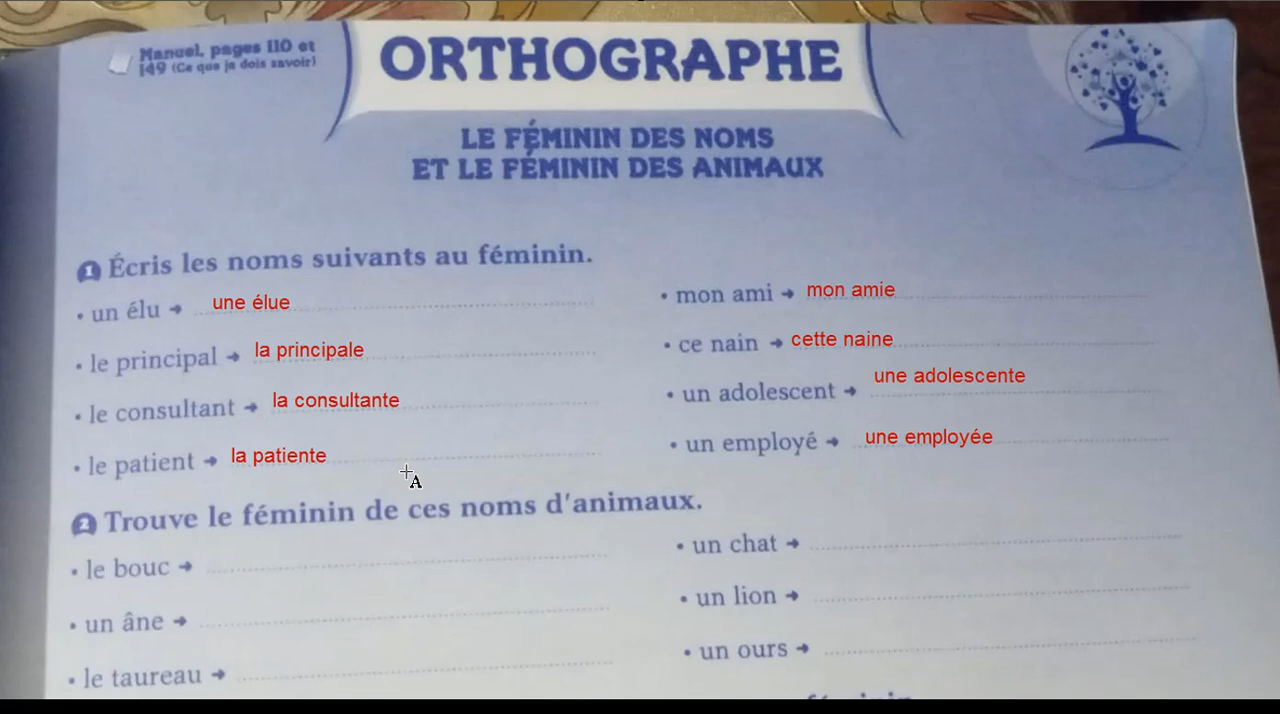 Manuel, pages 110 et
149 (Ce que je dois savoir)
ORTHOGRAPHE
LE FÉMININ DES NOMS
ET LE FÉMININ DES ANIMAUX
1 Écris les noms suivants au féminin.
• un élu → une élue
• mon ami → mon amie
• le principal → la principale
• ce nain → cette naine
• le consultant → la consultante
• un adolescent → une adolescente
• le patient → la patiente
• un employé → une employée
A
2 Trouve le féminin de ces noms d'animaux.
• le bouc →
• un chat →
• un âne →
• un lion →
• le taureau →
• un ours →